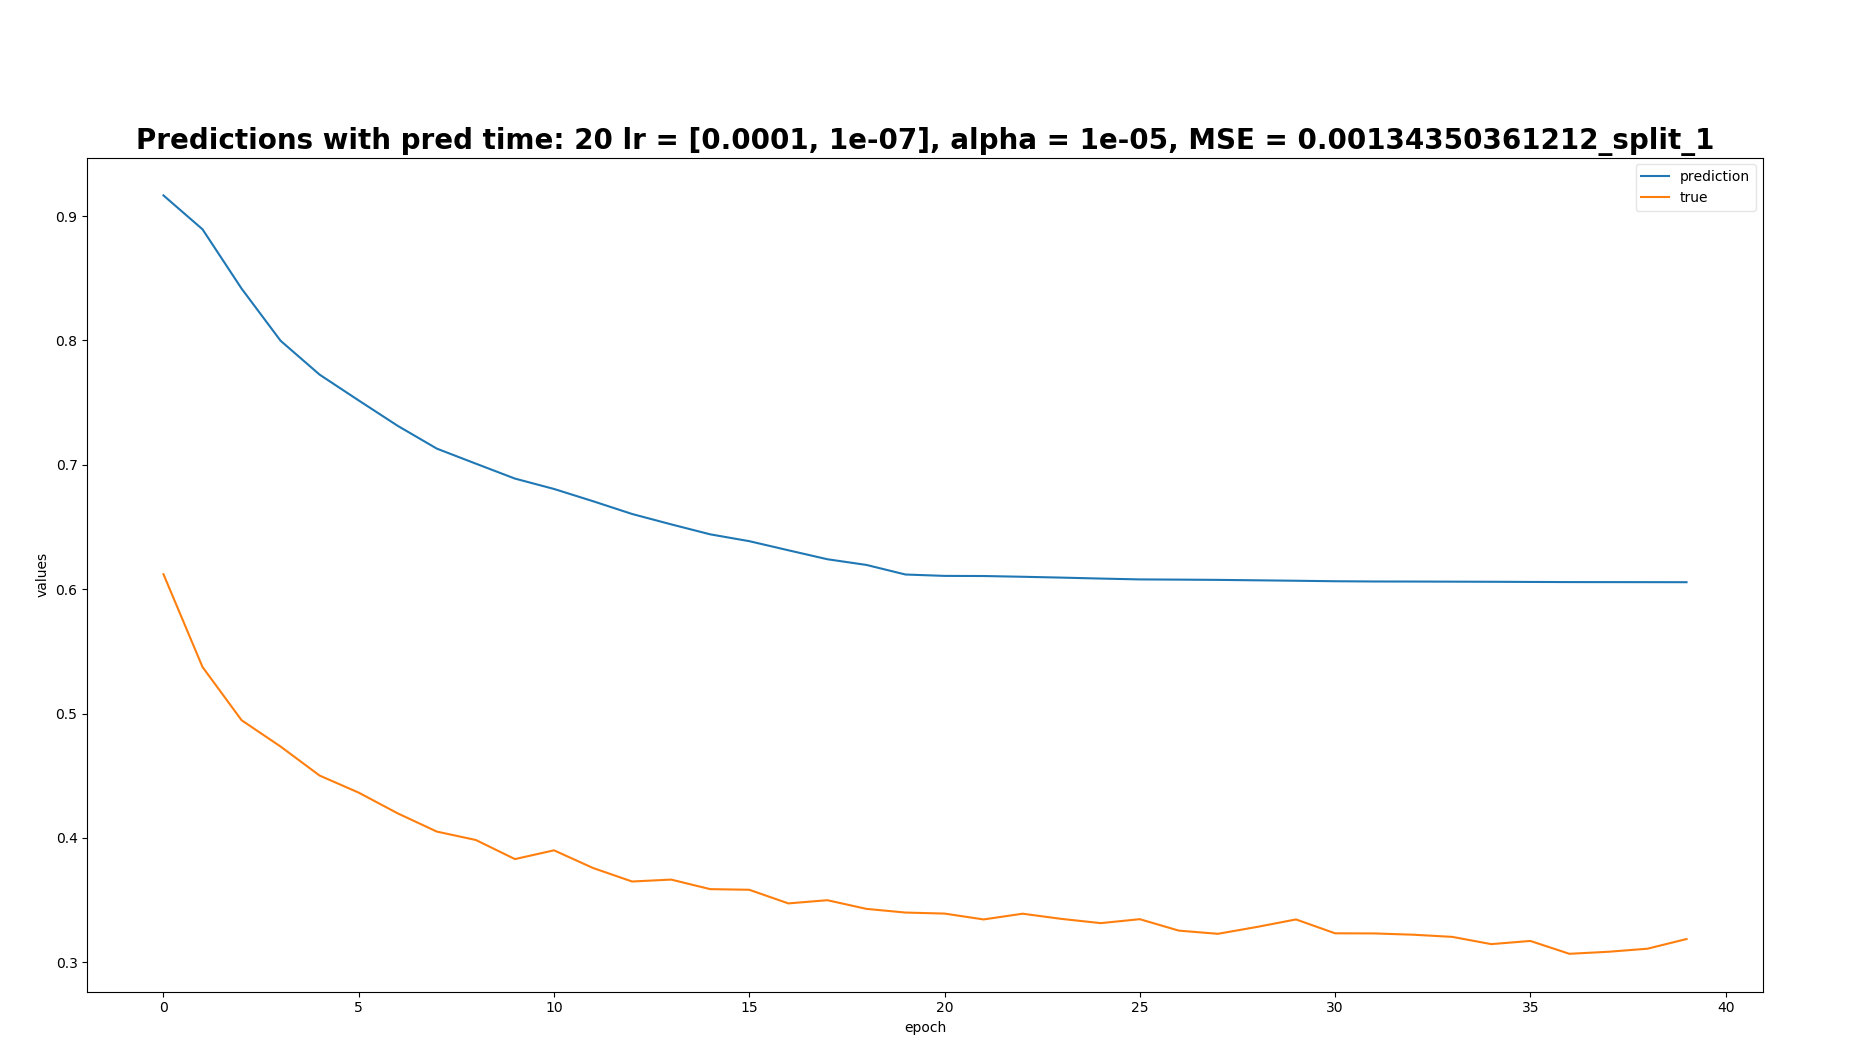 Predictions with pred time: 20 lr = [0.0001, 1e-07], alpha = 1e-05, MSE = 0.00134350361212_split_1
prediction
true
0.9
0.8
0.7
0.6
0.5
0.4
0.3
values
0 5 10 15 20 25 30 35 40
epoch